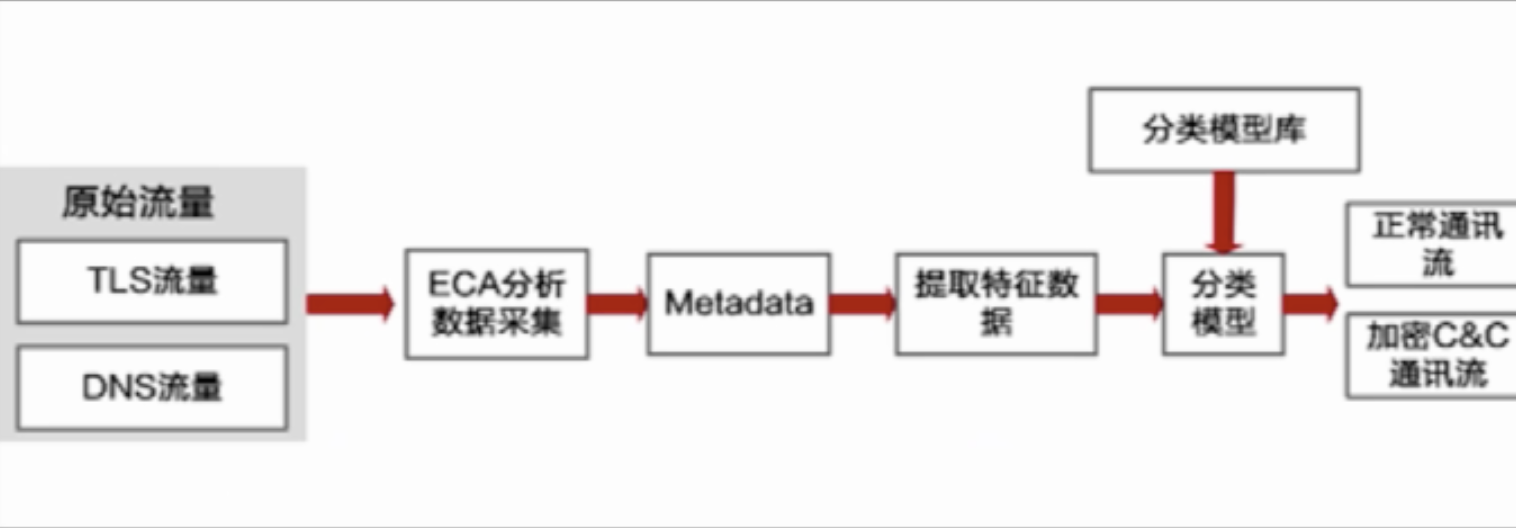 分类模型库
原始流量
TLS流量
DNS流量
ECA分析
数据采集
Metadata
提取特征数
据
分类
模型
正常通讯
流
加密C&C
通讯流